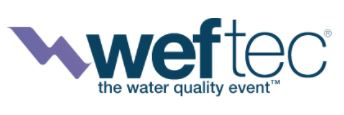 weftec®
the water quality event™